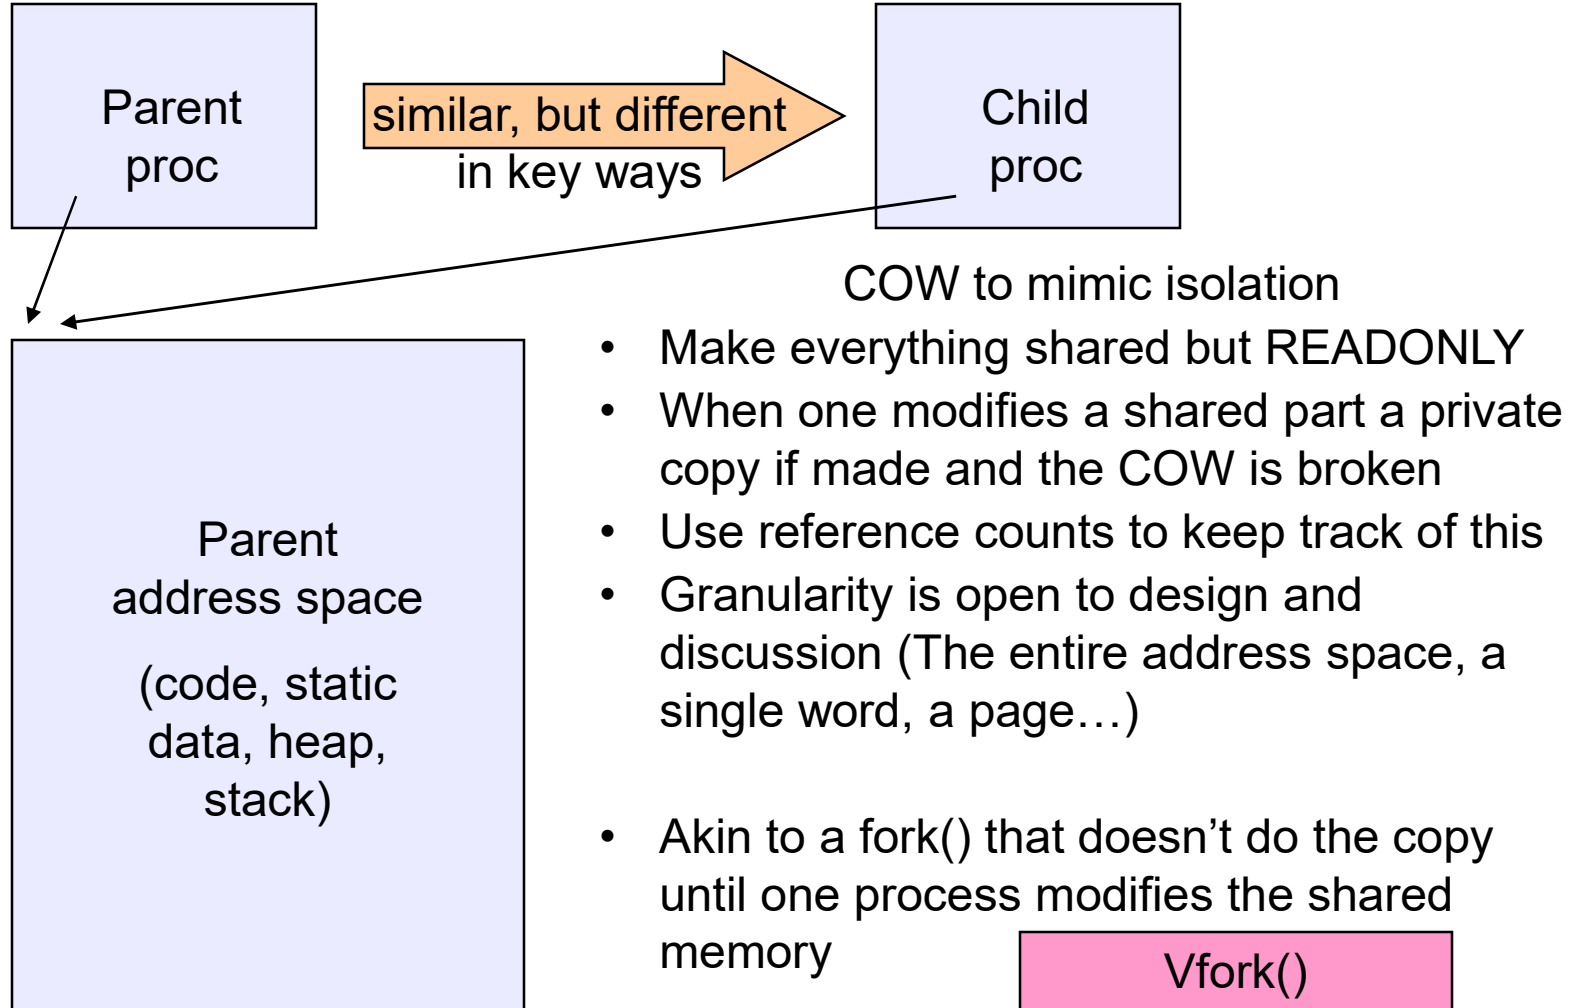 Parent
proc
similar, but different
in key ways
Child
proc
COW to mimic isolation
• Make everything shared but READONLY
• When one modifies a shared part a private
copy if made and the COW is broken
• Use reference counts to keep track of this
• Granularity is open to design and
discussion (The entire address space, a
single word, a page…)
• Akin to a fork() that doesn’t do the copy
until one process modifies the shared
memory
Parent
address space
(code, static
data, heap,
stack)
Vfork()